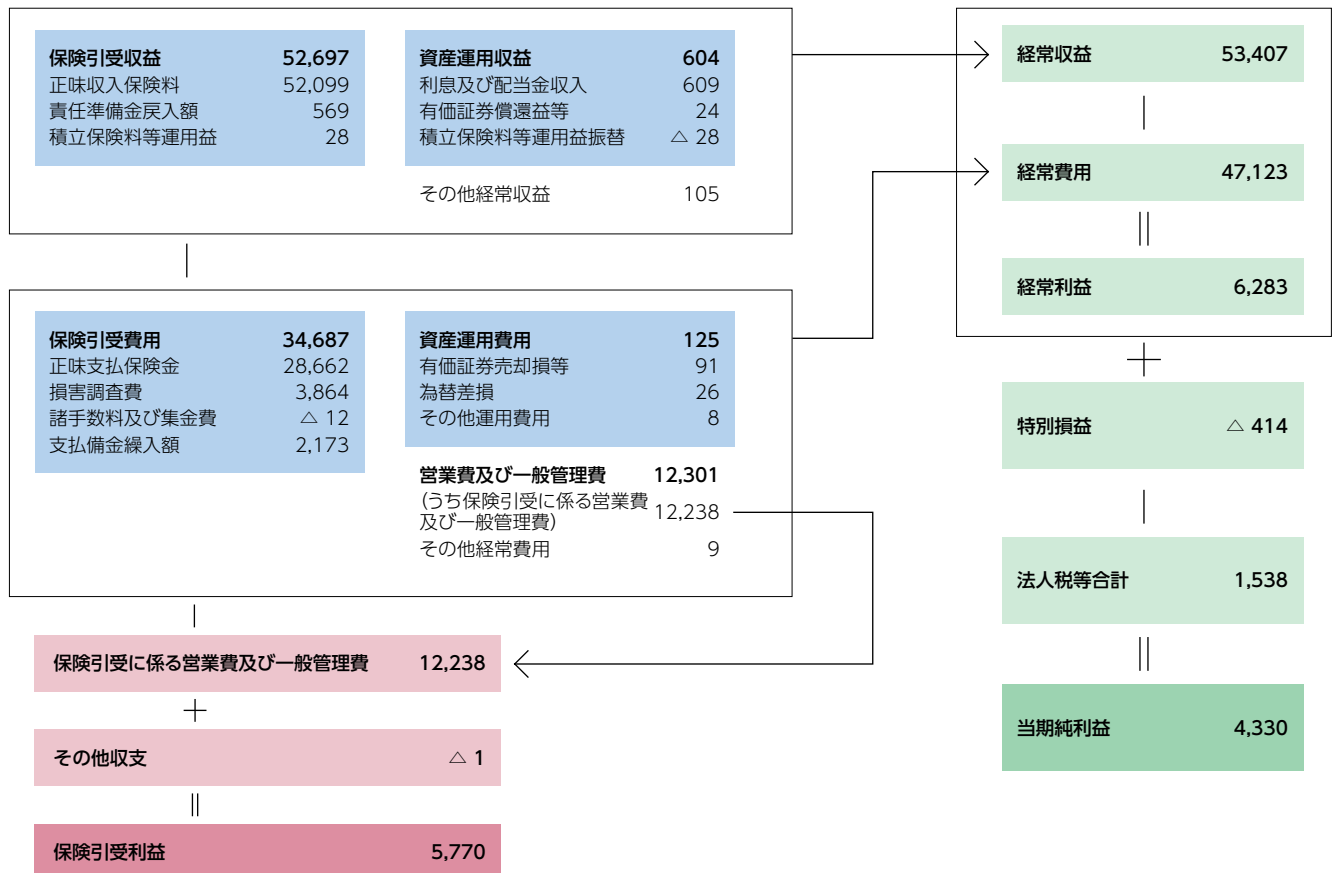 保険引受収益 52,697
正味収入保険料 52,099
責任準備金戻入額 569
積立保険料等運用益 28
資産運用収益 604
利息及び配当金収入 609
有価証券償還益等 24
積立保険料等運用益振替 △ 28
その他経常収益 105
保険引受費用 34,687
正味支払保険金 28,662
損害調査費 3,864
諸手数料及び集金費 △ 12
支払備金繰入額 2,173
資産運用費用 125
有価証券売却損等 91
為替差損 26
その他運用費用 8
営業費及び一般管理費 12,301
(うち保険引受に係る営業費
及び一般管理費) 12,238
その他経常費用 9
保険引受に係る営業費及び一般管理費 12,238
＋
その他収支 △ 1
保険引受利益 5,770
経常収益 53,407
経常費用 47,123
経常利益 6,283
＋
特別損益 △ 414
法人税等合計 1,538
当期純利益 4,330